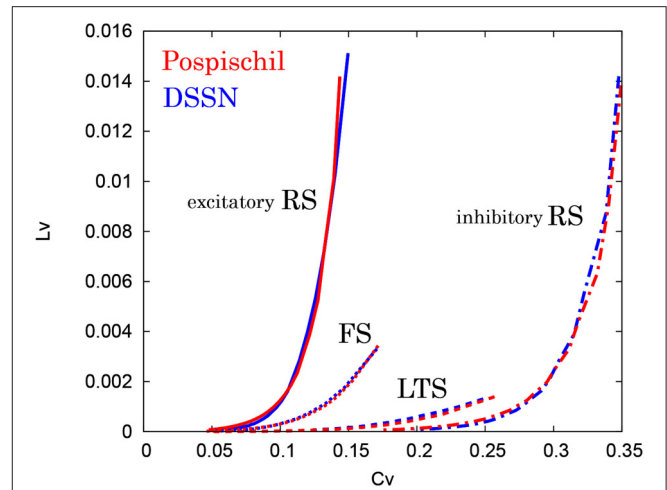 0.016
Pospischil
0.014
DSSN
0.012
0.01
excitatory RS
inhibitory RS
0.008
Lv
0.006
0.004
FS
LTS
0.002
0
0 0.05 0.1 0.15 0.2 0.25 0.3 0.35
Cv